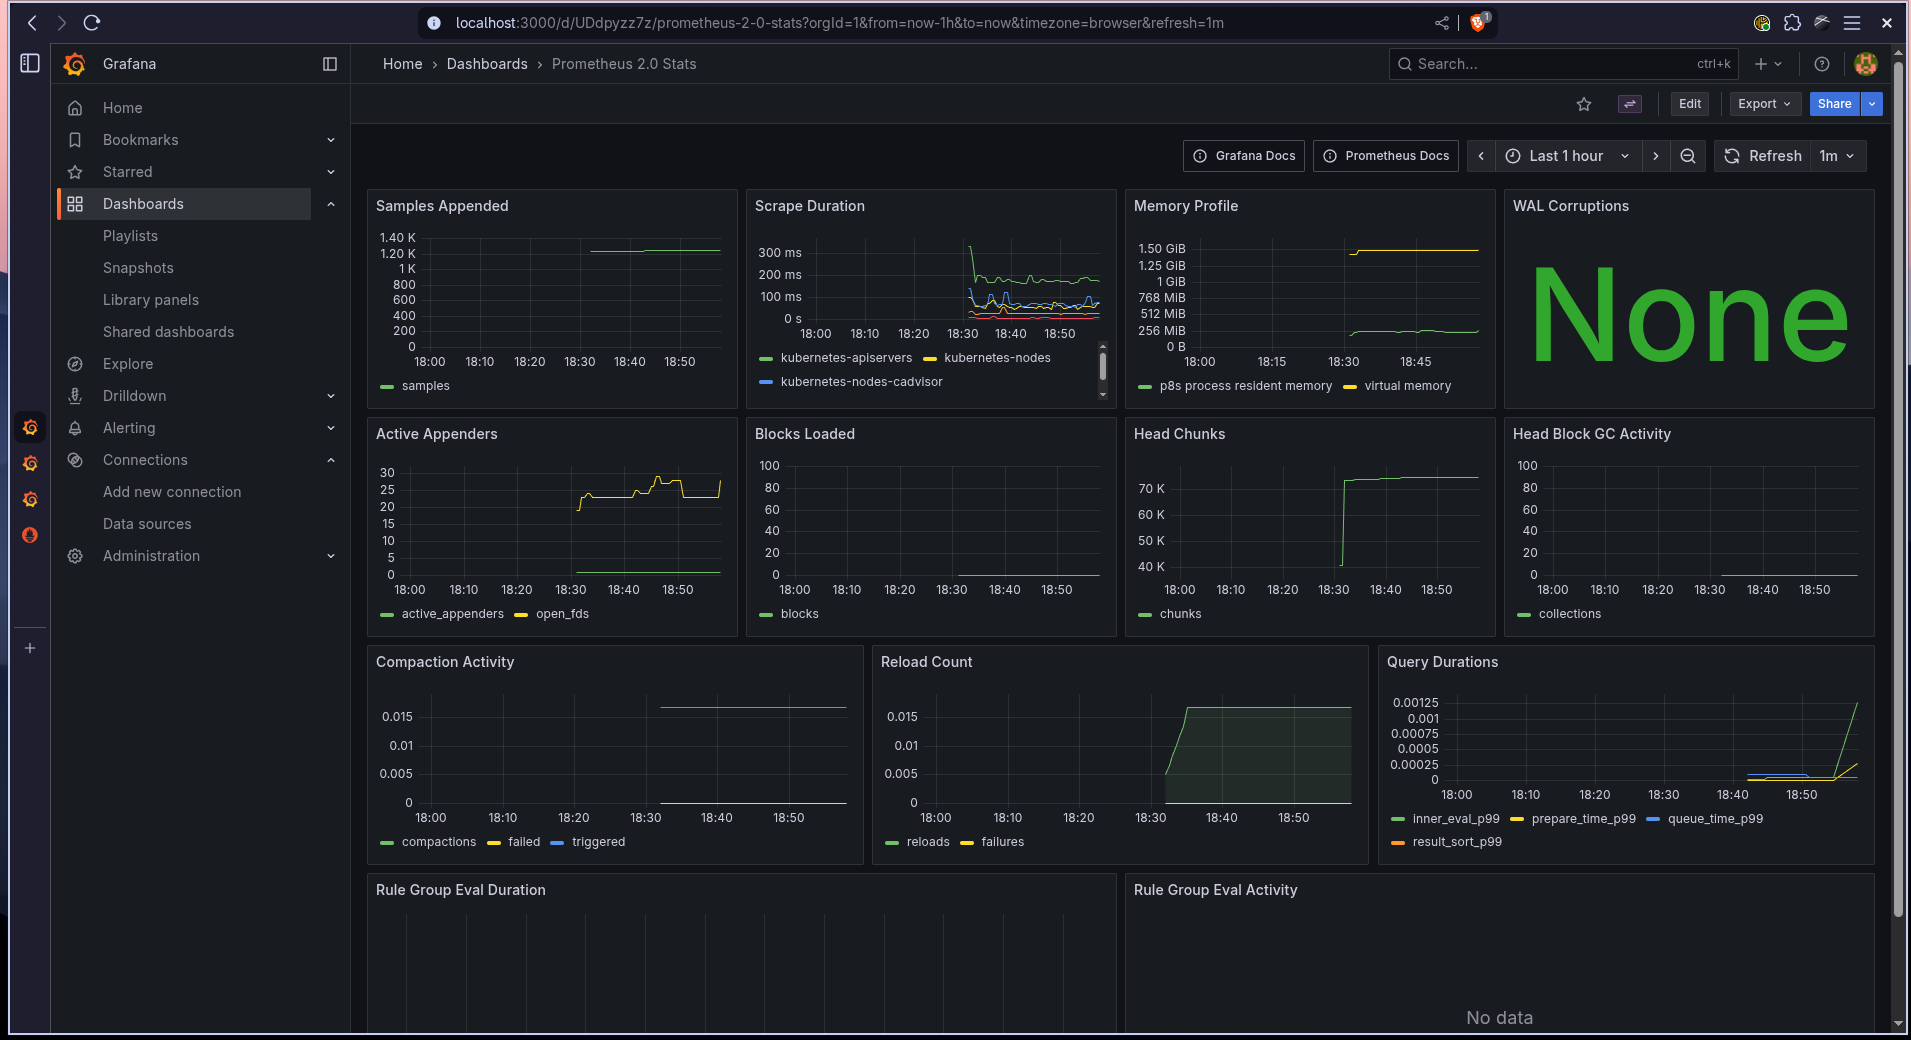 localhost:3000/d/UDdpyzz7z/prometheus-2-0-stats?orgId=1&from=now-1h&to=now&timezone=browser&refresh=1m
1
Grafana
Home › Dashboards › Prometheus 2.0 Stats
Search... ctrl+k
Edit
Export
Share
Home
Bookmarks
Starred
Dashboards
Playlists
Snapshots
Library panels
Shared dashboards
Explore
Drilldown
Alerting
Connections
Add new connection
Data sources
Administration
Grafana Docs
Prometheus Docs
Last 1 hour
Refresh
1m
Samples Appended
1.40 K
1.20 K
1 K
800
600
400
200
0
18:00 18:10 18:20 18:30 18:40 18:50
samples
Scrape Duration
300 ms
200 ms
100 ms
0 s
18:00 18:10 18:20 18:30 18:40 18:50
kubernetes-apiservers kubernetes-nodes
kubernetes-nodes-cadvisor
Memory Profile
1.50 GiB
1.25 GiB
1 GiB
768 MiB
512 MiB
256 MiB
0 B
18:00 18:15 18:30 18:45
p8s process resident memory virtual memory
WAL Corruptions
None
Active Appenders
30
25
20
15
10
5
0
18:00 18:10 18:20 18:30 18:40 18:50
active_appenders open_fds
Blocks Loaded
100
80
60
40
20
0
18:00 18:10 18:20 18:30 18:40 18:50
blocks
Head Chunks
70 K
60 K
50 K
40 K
18:00 18:10 18:20 18:30 18:40 18:50
chunks
Head Block GC Activity
100
80
60
40
20
0
18:00 18:10 18:20 18:30 18:40 18:50
collections
Compaction Activity
0.015
0.01
0.005
0
18:00 18:10 18:20 18:30 18:40 18:50
compactions failed triggered
Reload Count
0.015
0.01
0.005
0
18:00 18:10 18:20 18:30 18:40 18:50
reloads failures
Query Durations
0.00125
0.001
0.00075
0.0005
0.00025
0
18:00 18:10 18:20 18:30 18:40 18:50
inner_eval_p99 prepare_time_p99 queue_time_p99
result_sort_p99
Rule Group Eval Duration
Rule Group Eval Activity
No data